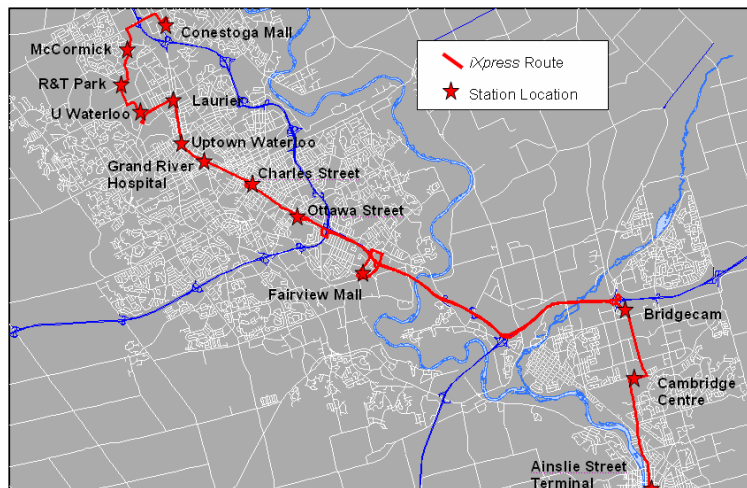 Conestoga Mall
McCormick
iXpress Route
R&T Park
Station Location
Laurier
U Waterloo
Uptown Waterloo
Grand River
Hospital
Charles Street
Ottawa Street
Fairview Mall
Bridgecam
Cambridge
Centre
Ainslie Street
Terminal